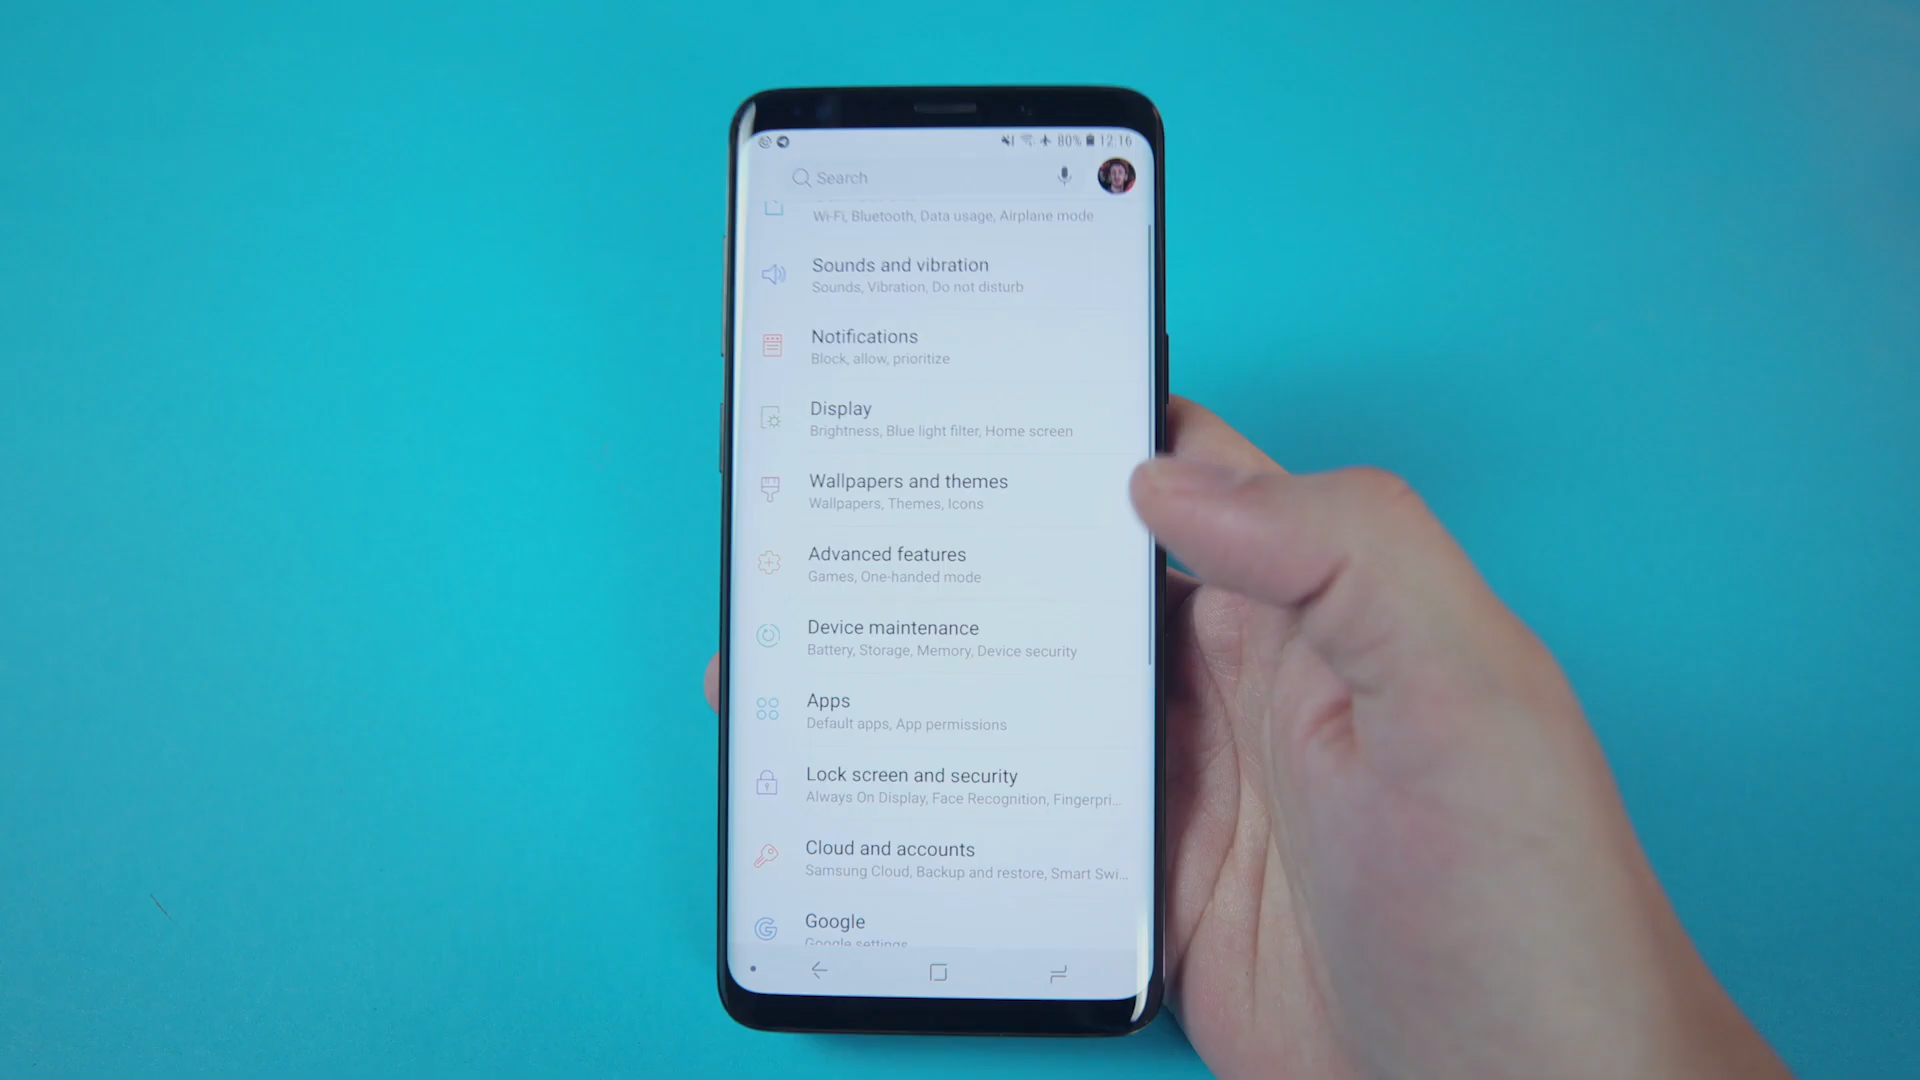 80% 12:16
Search
Wi-Fi, Bluetooth, Data usage, Airplane mode
Sounds and vibration
Sounds, Vibration, Do not disturb
Notifications
Block, allow, prioritize
Display
Brightness, Blue light filter, Home screen
Wallpapers and themes
Wallpapers, Themes, Icons
Advanced features
Games, One-handed mode
Device maintenance
Battery, Storage, Memory, Device security
Apps
Default apps, App permissions
Lock screen and security
Always On Display, Face Recognition, Fingerpri...
Cloud and accounts
Samsung Cloud, Backup and restore, Smart Swi...
Google
Google settings